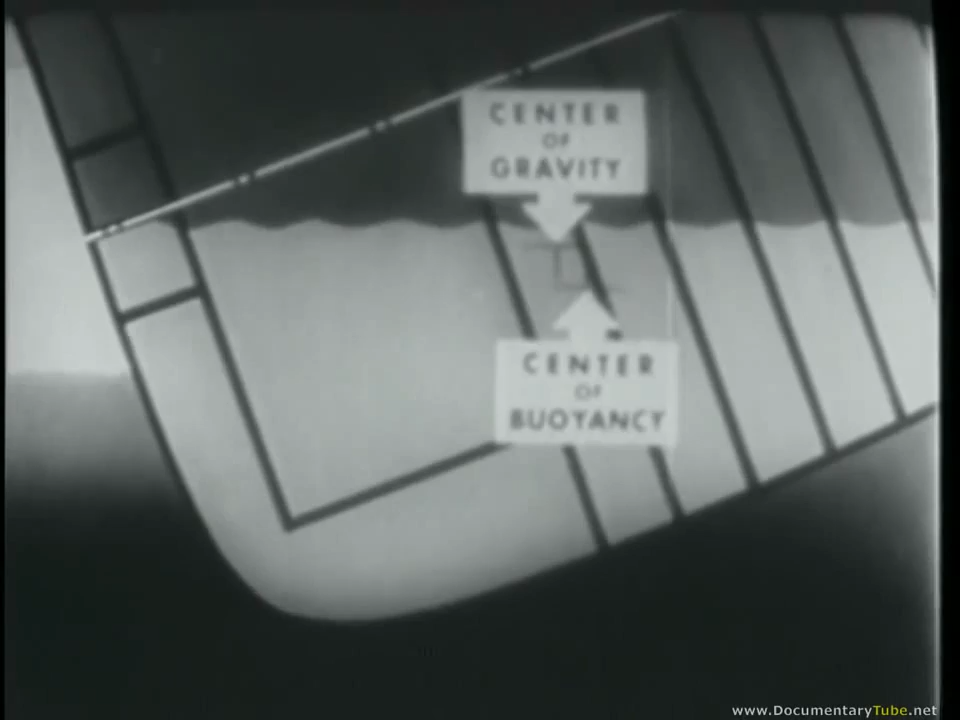 CENTER
OF
GRAVITY
CENTER
OF
BUOYANCY
www.DocumentaryTube.net